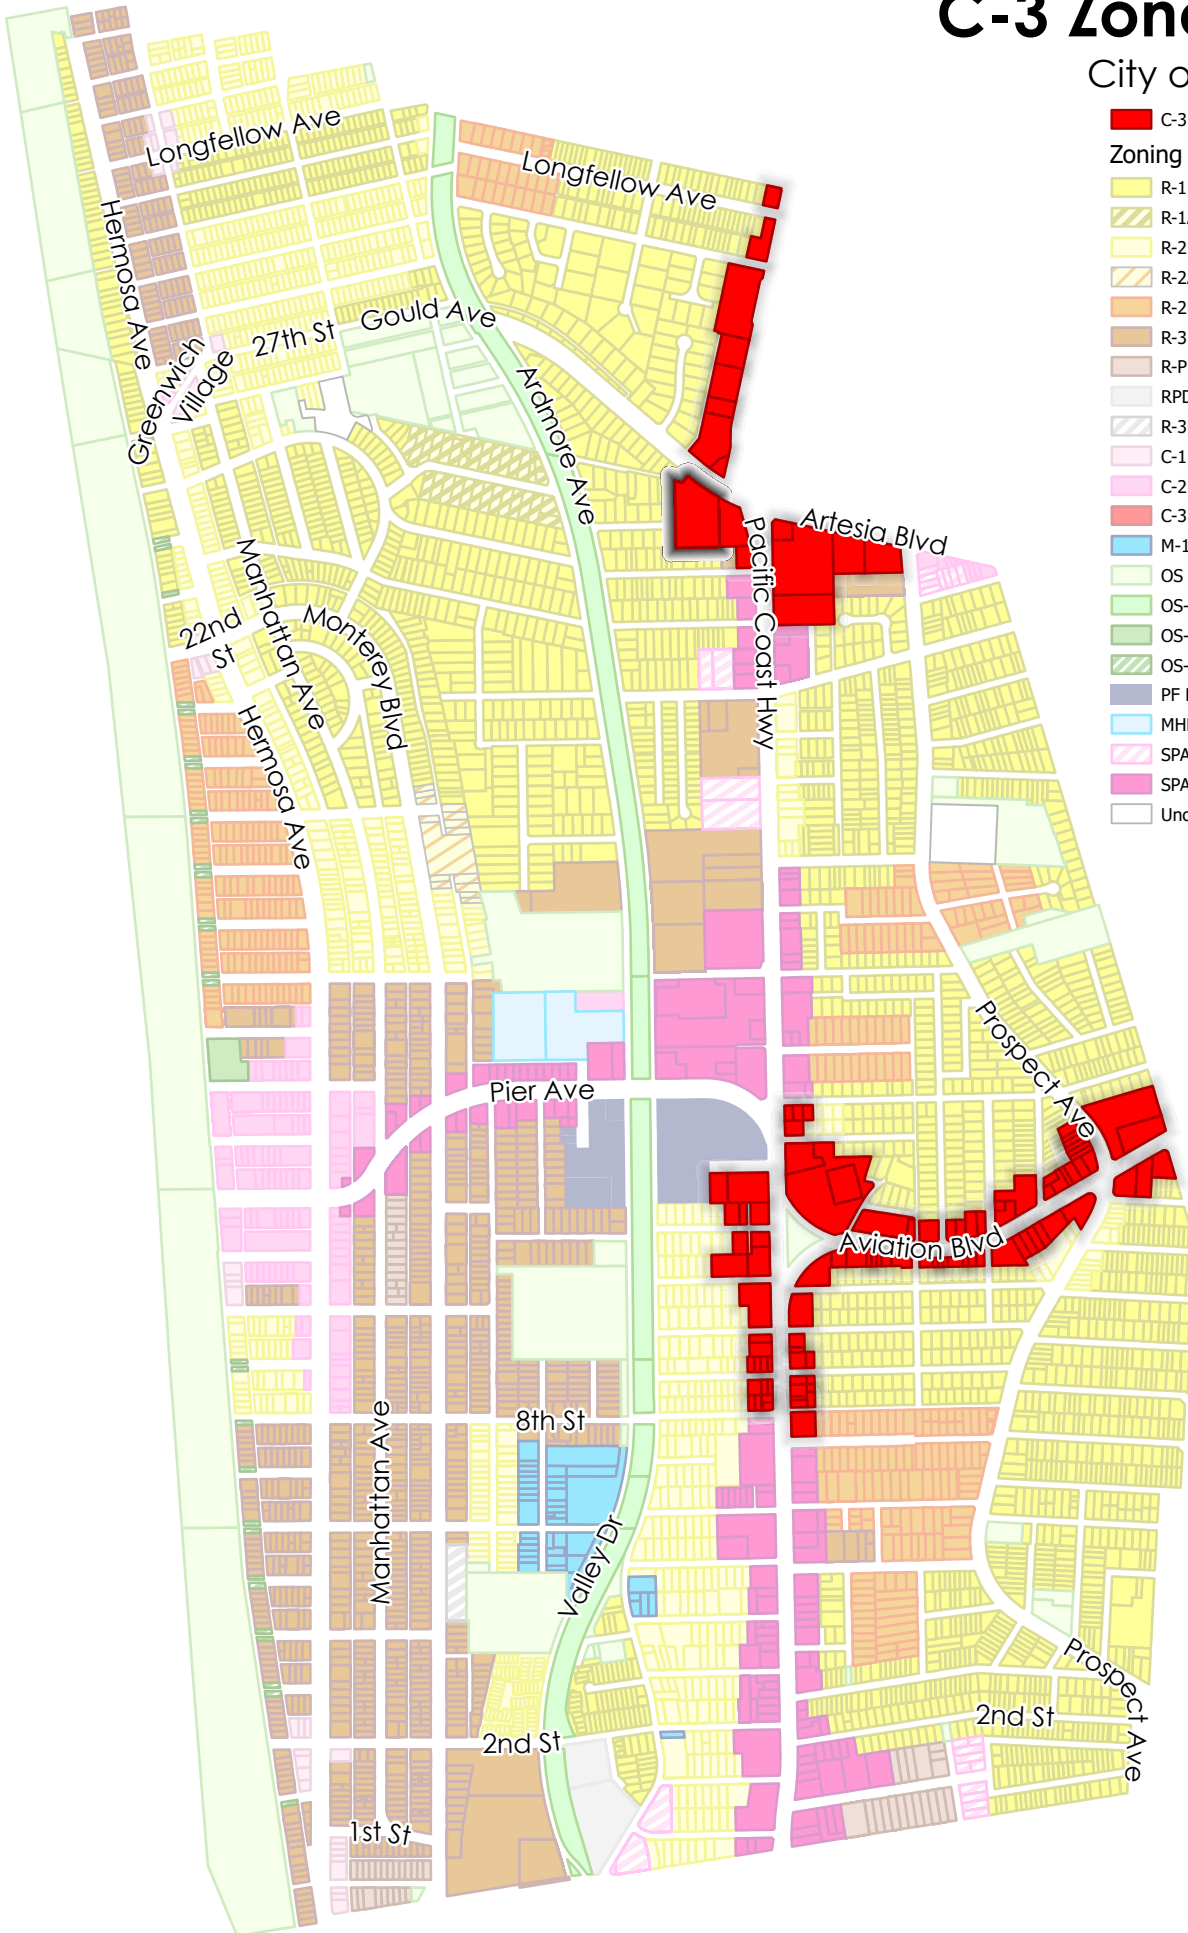 C-3 Zon
City o
C-3
Zoning
R-1
R-1
R-2
R-2
R-2
R-3
R-P
RPD
R-3
C-1
C-2
C-3
M-1
OS
OS-
OS-
OS-
PF
MH
SPA
SPA
Unc
Longfellow Ave
Longfellow Ave
Hermosa Ave
27th St
Gould Ave
Greenwich
Village
Ardmore Ave
Artesia Blvd
Pacific Coast Hwy
Manhattan Ave
22nd
St
Monterey Blvd
Hermosa Ave
Prospect Ave
Pier Ave
Aviation Blvd
8th St
Manhattan Ave
Valley Dr
Prospect Ave
2nd St
2nd St
1st St